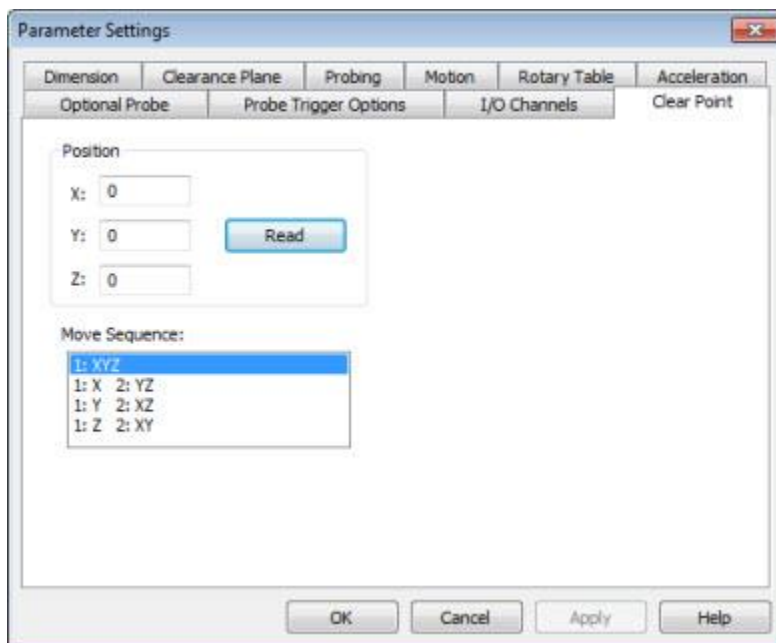 Parameter Settings
Dimension Clearance Plane Probing Motion Rotary Table Acceleration
Optional Probe Probe Trigger Options I/O Channels Clear Point
Position
X: 0
Y: 0 Read
Z: 0
Move Sequence:
1: XYZ
1: X 2: YZ
1: Y 2: XZ
1: Z 2: XY
OK Cancel Apply Help